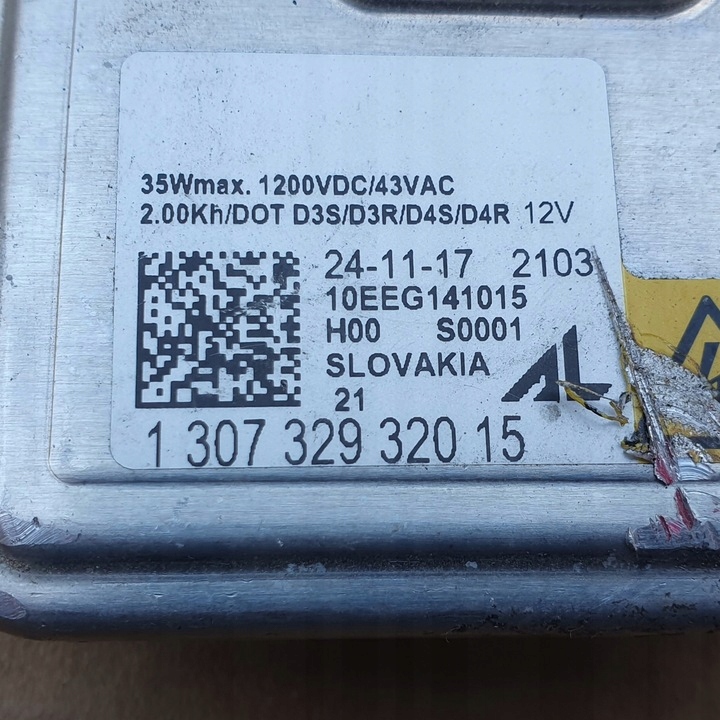 35Wmax. 1200VDC/43VAC
2.00Kh/DOT D3S/D3R/D4S/D4R 12V
24-11-17 2103
10EEG141015
H00 S0001
SLOVAKIA
AL
21
1 307 329 320 15